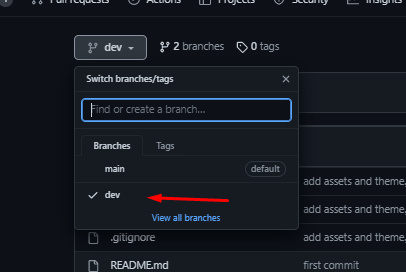 Pull requests Actions Projects Security Insights
dev 2 branches 0 tags
Switch branches/tags
Find or create a branch...
Branches Tags
main default
dev
add assets and theme,
View all branches
add assets and theme,
.gitignore add assets and theme,
README.md first commit